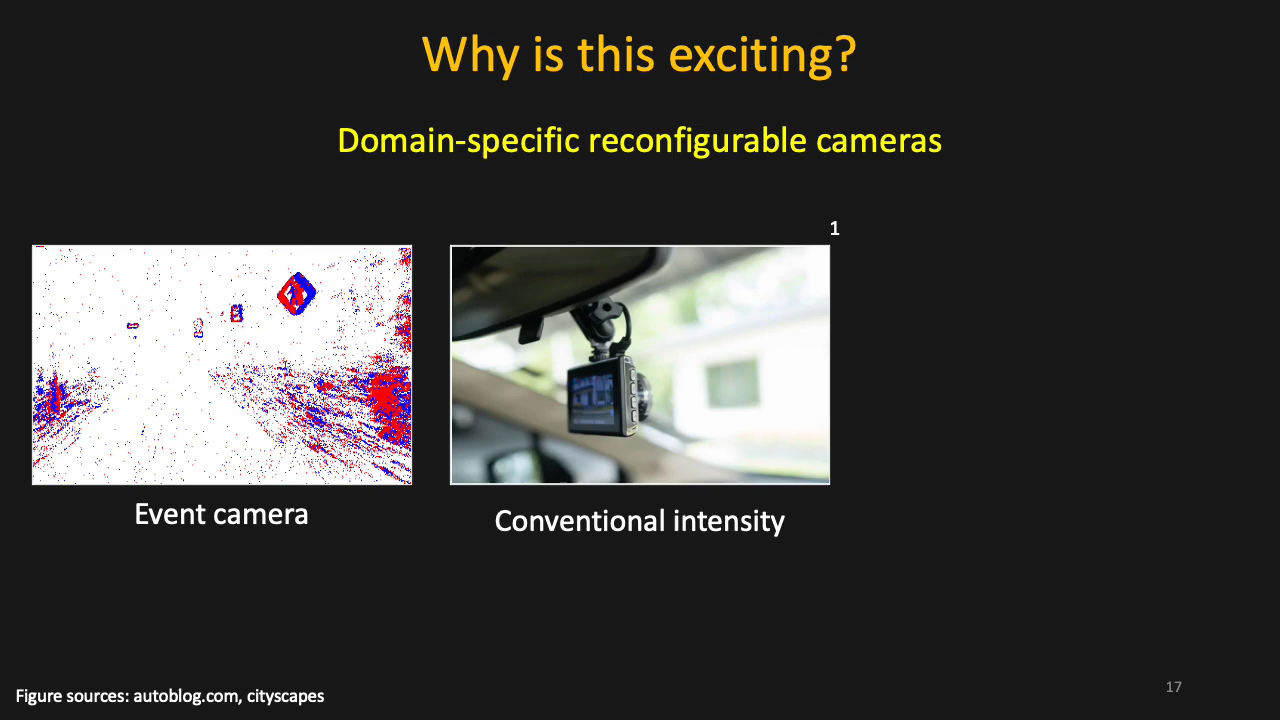 Why is this exciting?
Domain-specific reconfigurable cameras
1
Event camera
Conventional intensity
Figure sources: autoblog.com, cityscapes
17